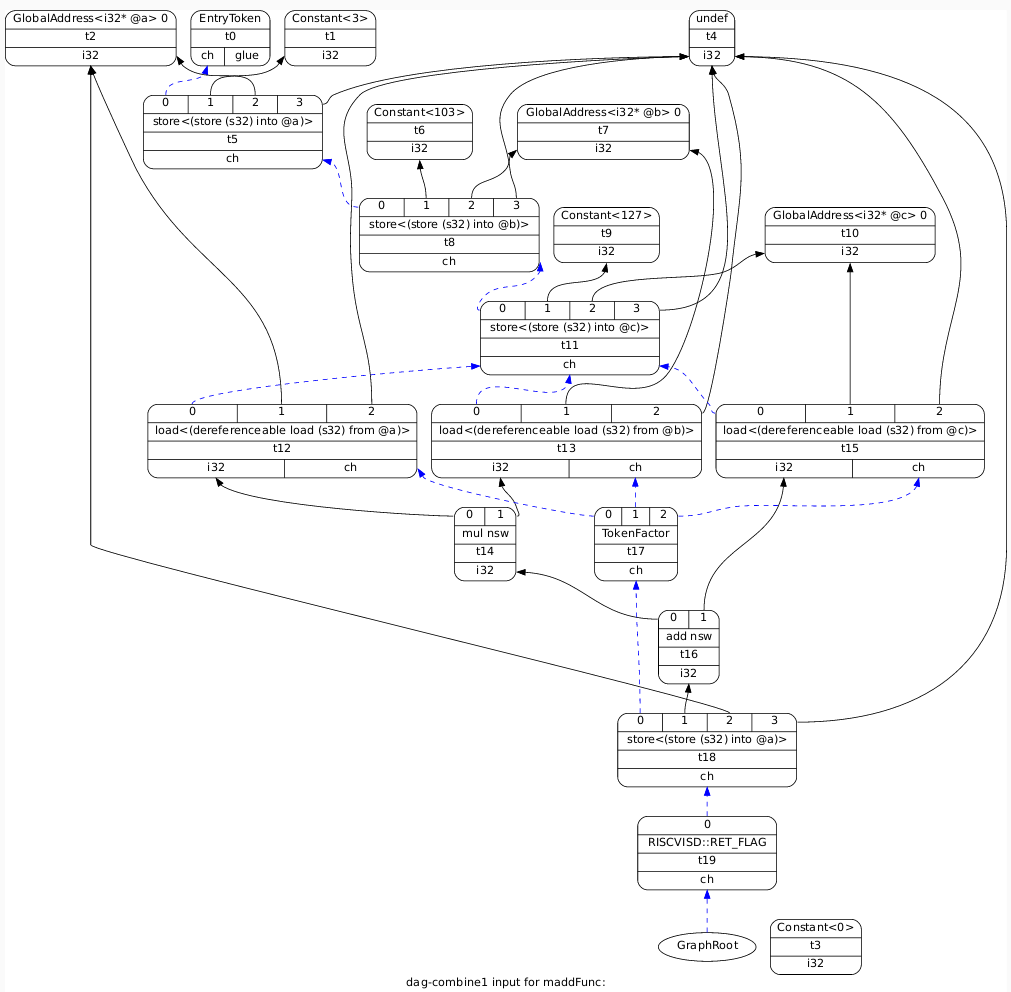 GlobalAddress<i32* @a> 0
t2
i32
EntryToken
t0
ch glue
Constant<3>
t1
i32
undef
t4
i32
0 1 2 3
store<(store (s32) into @a)>
t5
ch
Constant<103>
t6
i32
GlobalAddress<i32* @b> 0
t7
i32
0 1 2 3
store<(store (s32) into @b)>
t8
ch
Constant<127>
t9
i32
GlobalAddress<i32* @c> 0
t10
i32
0 1 2 3
store<(store (s32) into @c)>
t11
ch
0 1 2
load<(dereferenceable load (s32) from @a)>
t12
i32 ch
0 1 2
load<(dereferenceable load (s32) from @b)>
t13
i32 ch
0 1 2
load<(dereferenceable load (s32) from @c)>
t15
i32 ch
0 1
mul nsw
t14
i32
0 1 2
TokenFactor
t17
ch
0 1
add nsw
t16
i32
0 1 2 3
store<(store (s32) into @a)>
t18
ch
0
RISCVISD::RET_FLAG
t19
ch
GraphRoot
Constant<0>
t3
i32
dag-combine1 input for maddFunc: